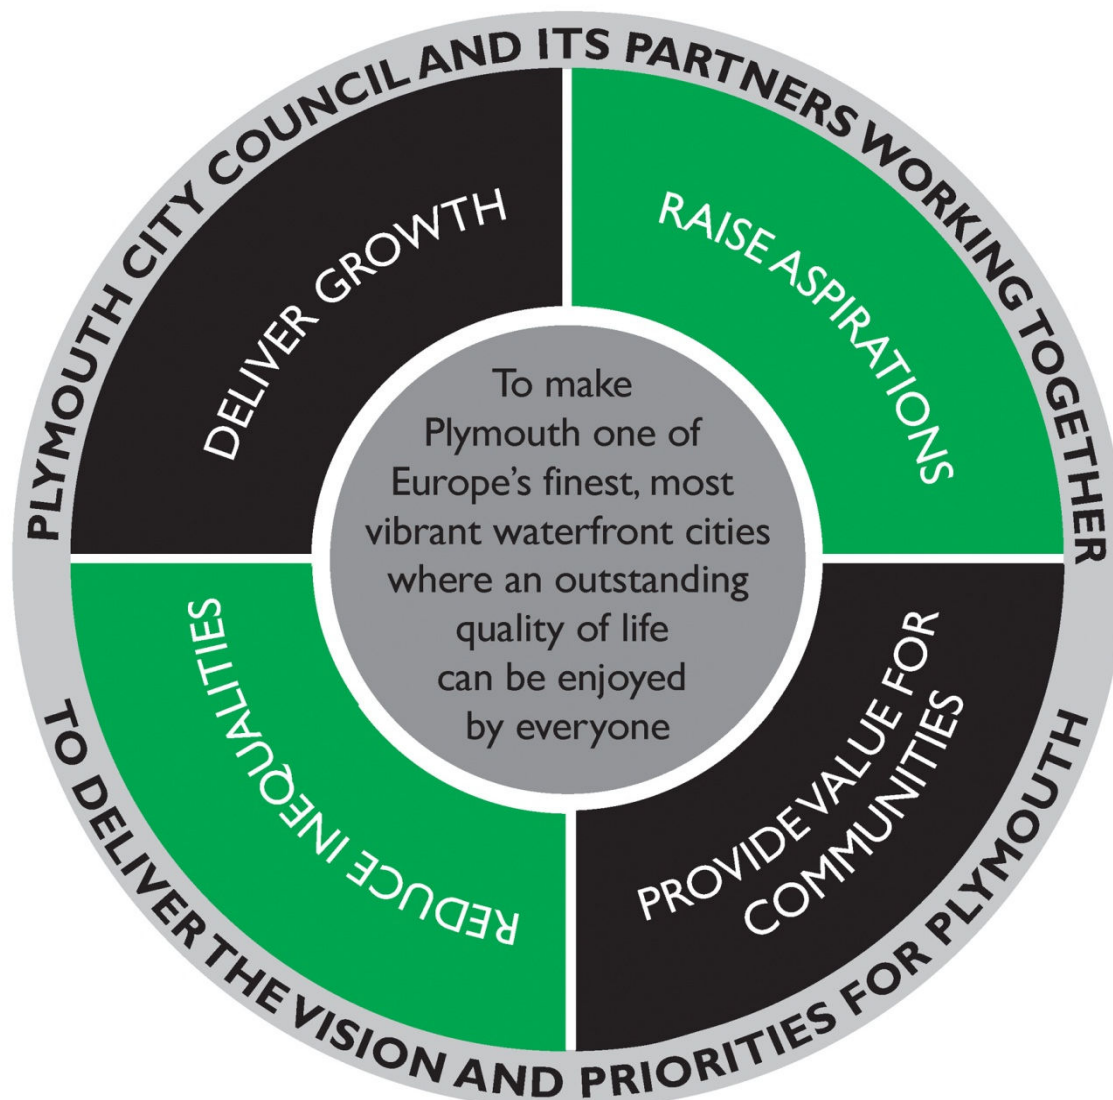 PLYMOUTH CITY COUNCIL AND ITS PARTNERS WORKING TOGETHER
DELIVER GROWTH
RAISE ASPIRATIONS
To make
Plymouth one of
Europe's finest, most
vibrant waterfront cities
where an outstanding
quality of life
can be enjoyed
by everyone
REDUCE INEQUALITIES
PROVIDE VALUE FOR
COMMUNITIES
TO DELIVER THE VISION AND PRIORITIES FOR PLYMOUTH